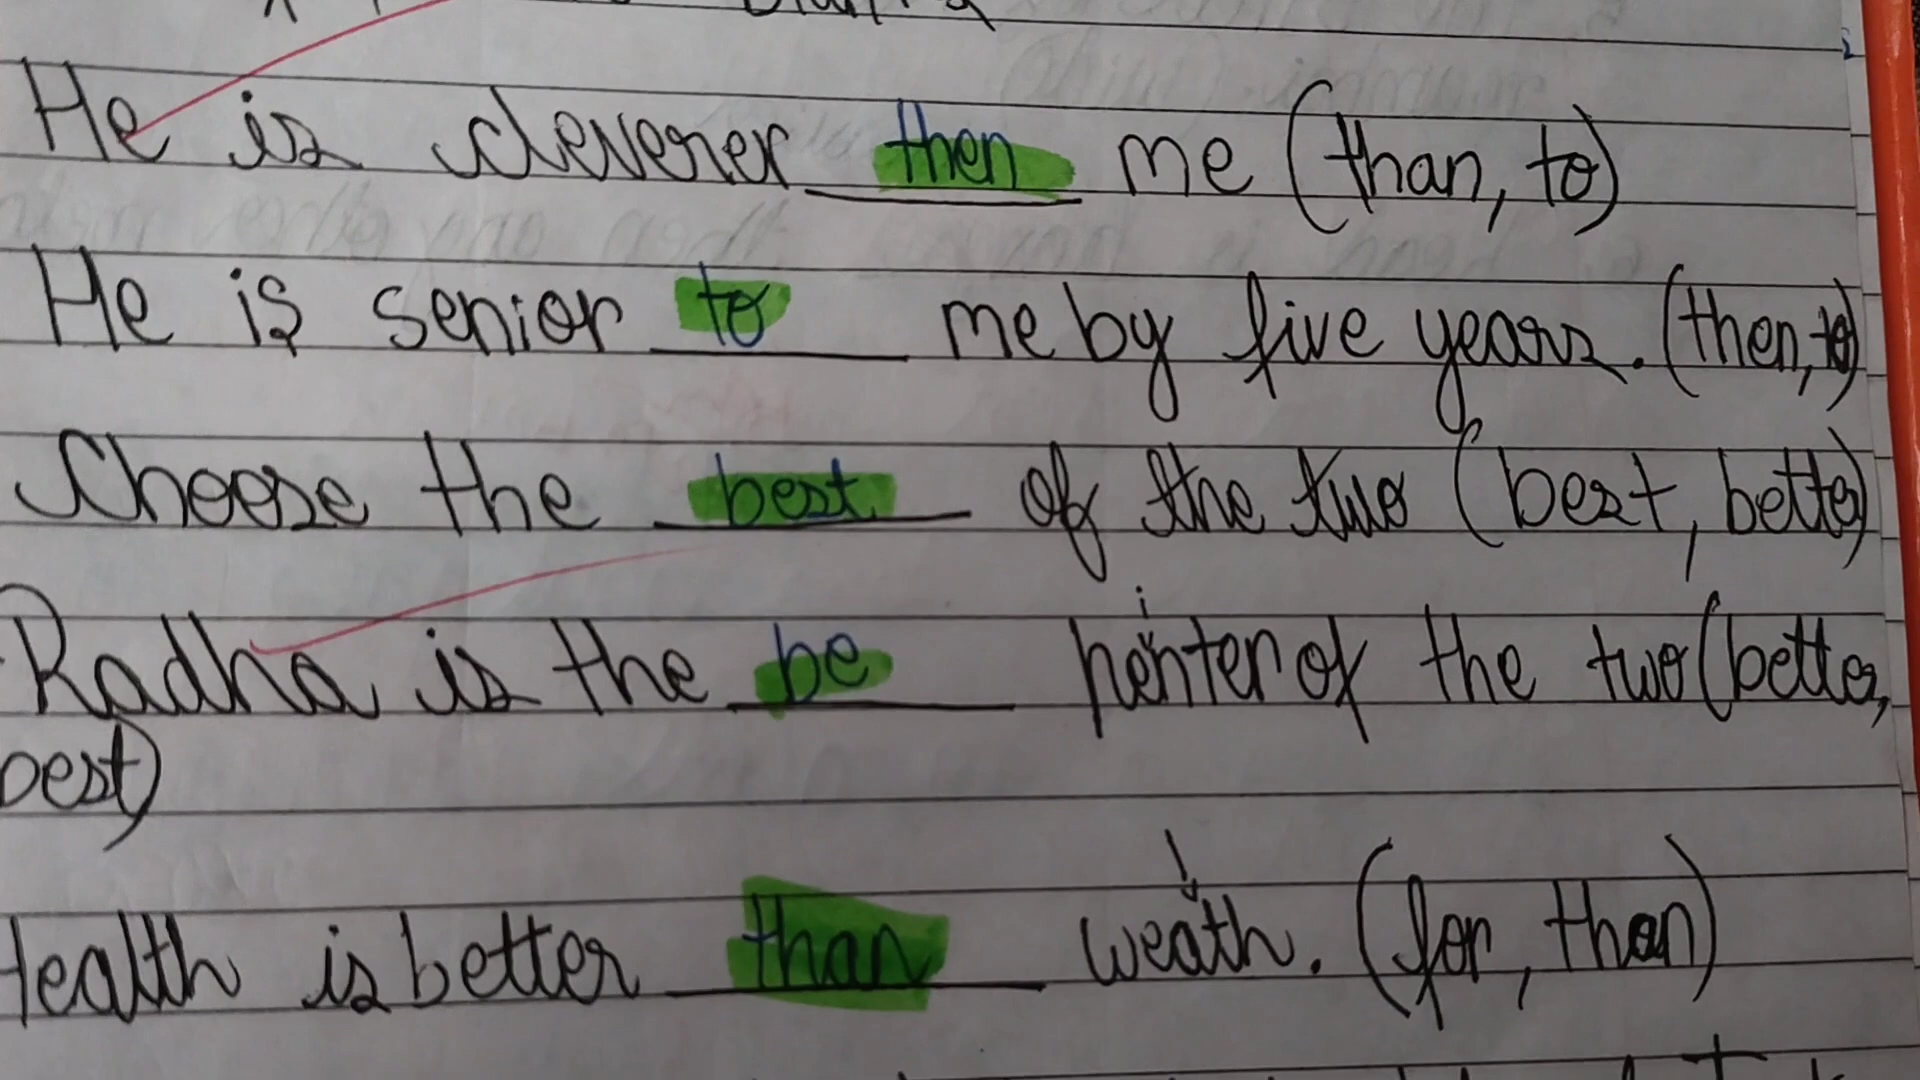 He is cleverer then me (than, to)
He is senior to me by five years. (then, to)
Choose the best of the two (best, better)
Radha is the be of the two (better,
best)
Health is better than wealth. (for, than)